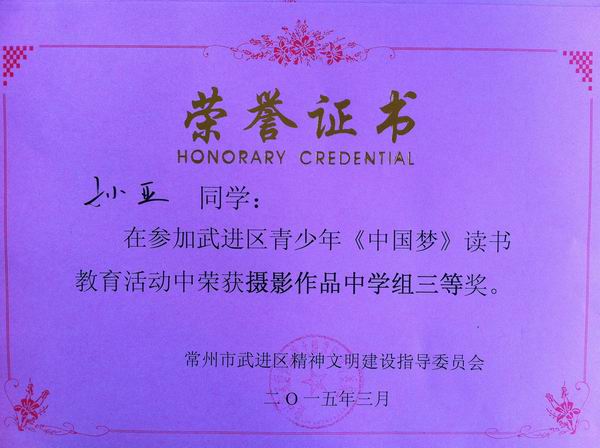 荣誉证书
HONORARY CREDENTIAL
孙亚 同学：
在参加武进区青少年《中国梦》读书
教育活动中荣获摄影作品中学组三等奖。
常州市武进区精神文明建设指导委员会
二〇一五年三月